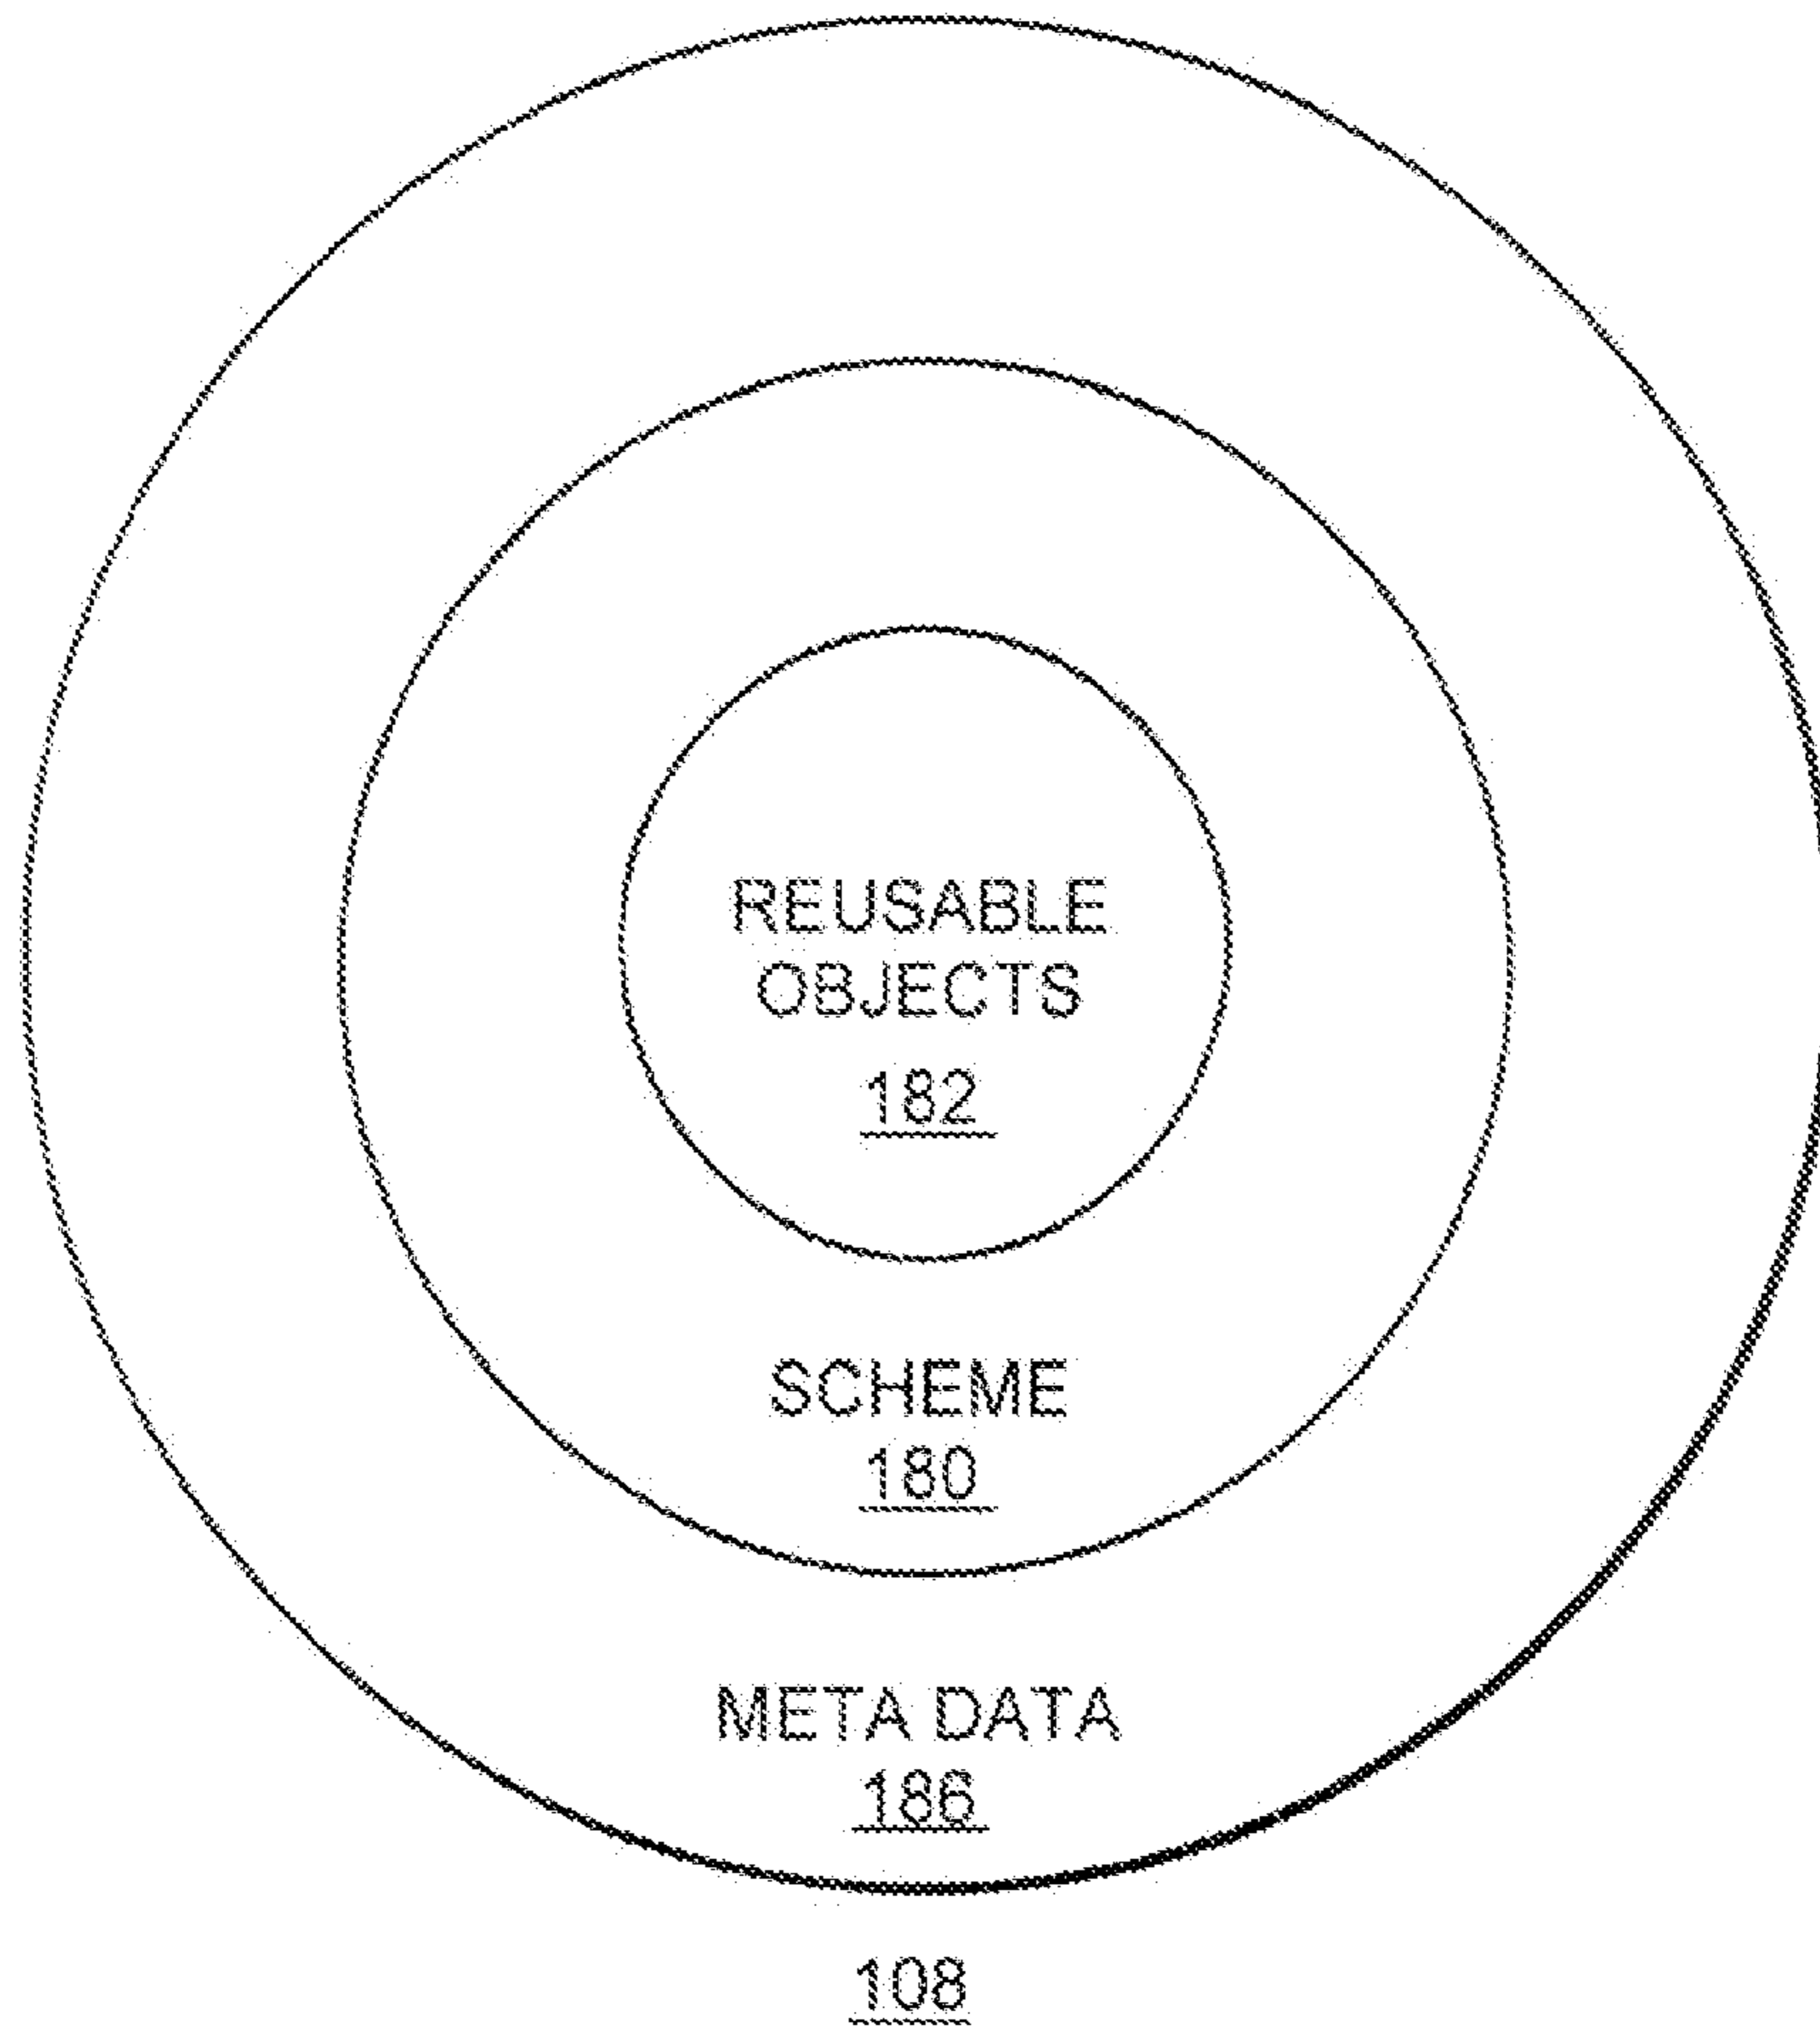 REUSABLE
OBJECTS
182
SCHEME
180
META DATA
186
108